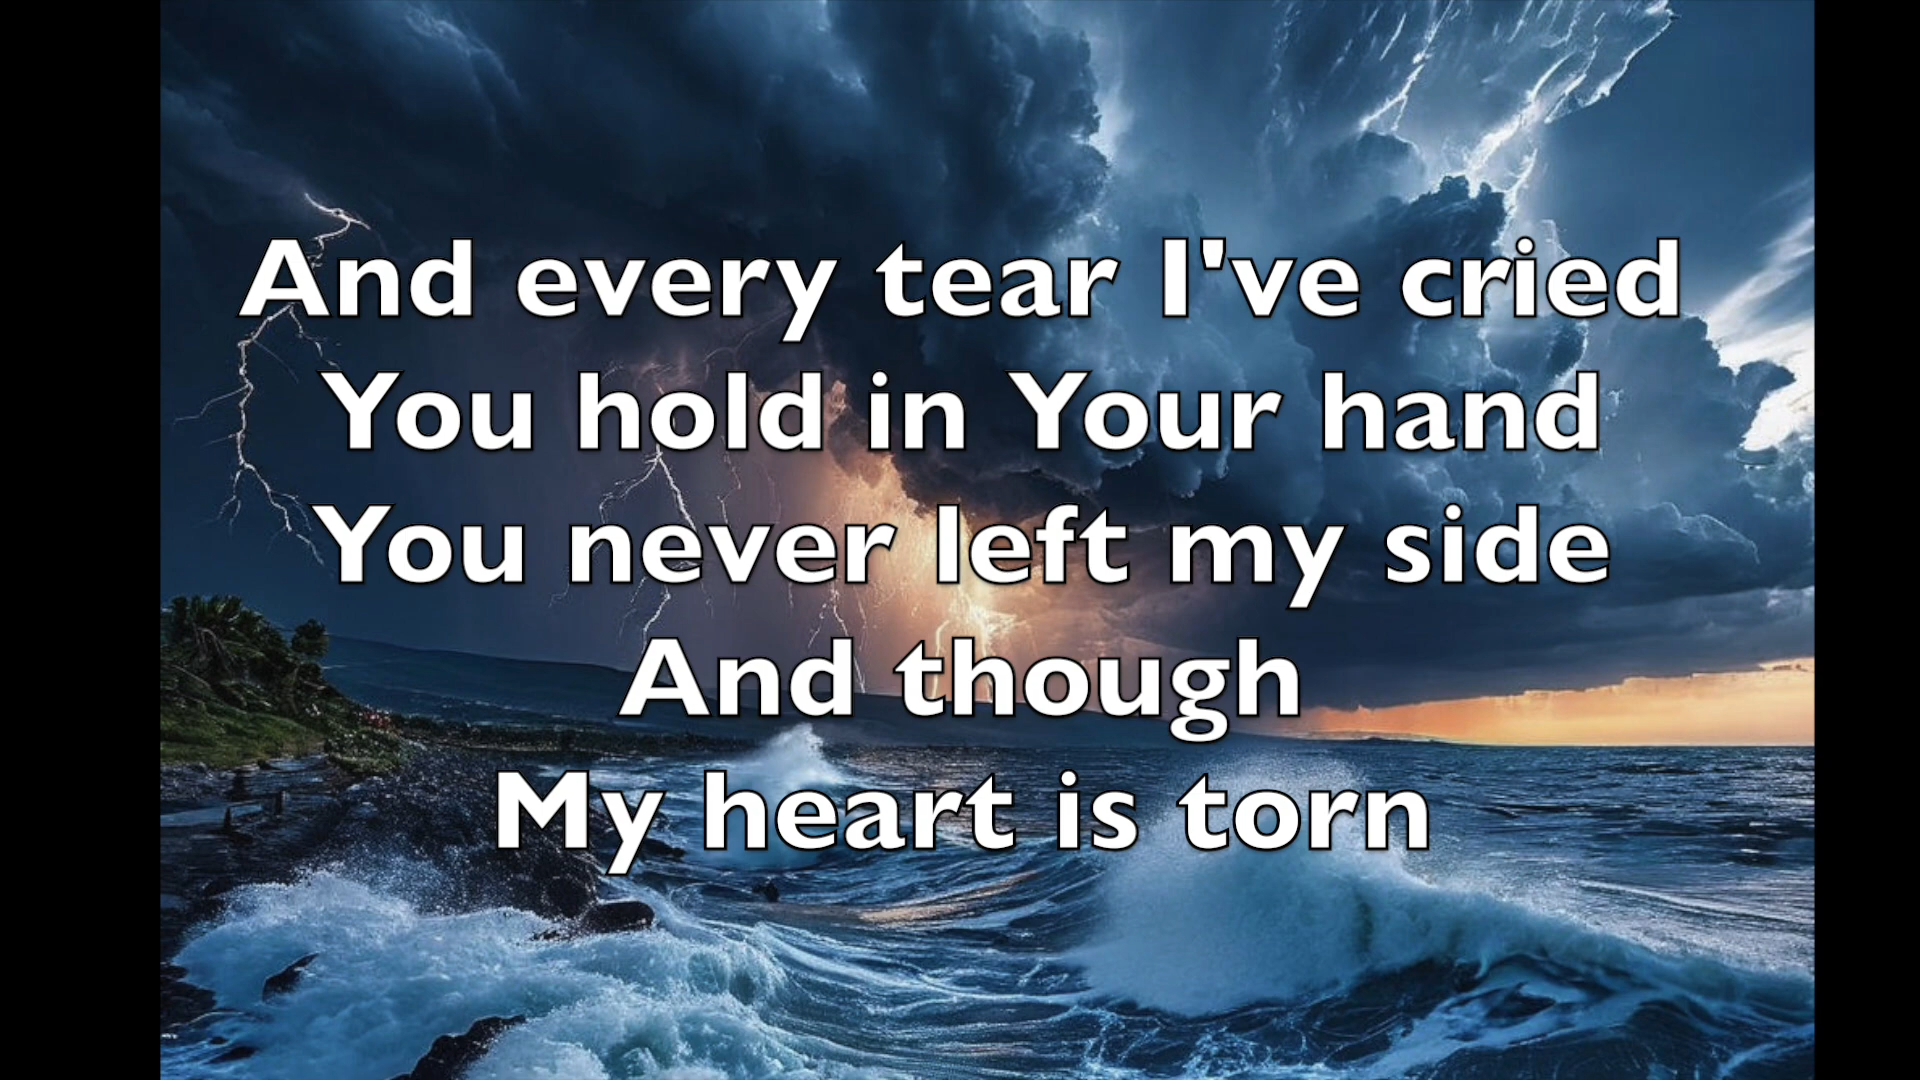 And every tear I've cried
You hold in Your hand
You never left my side
And though
My heart is torn